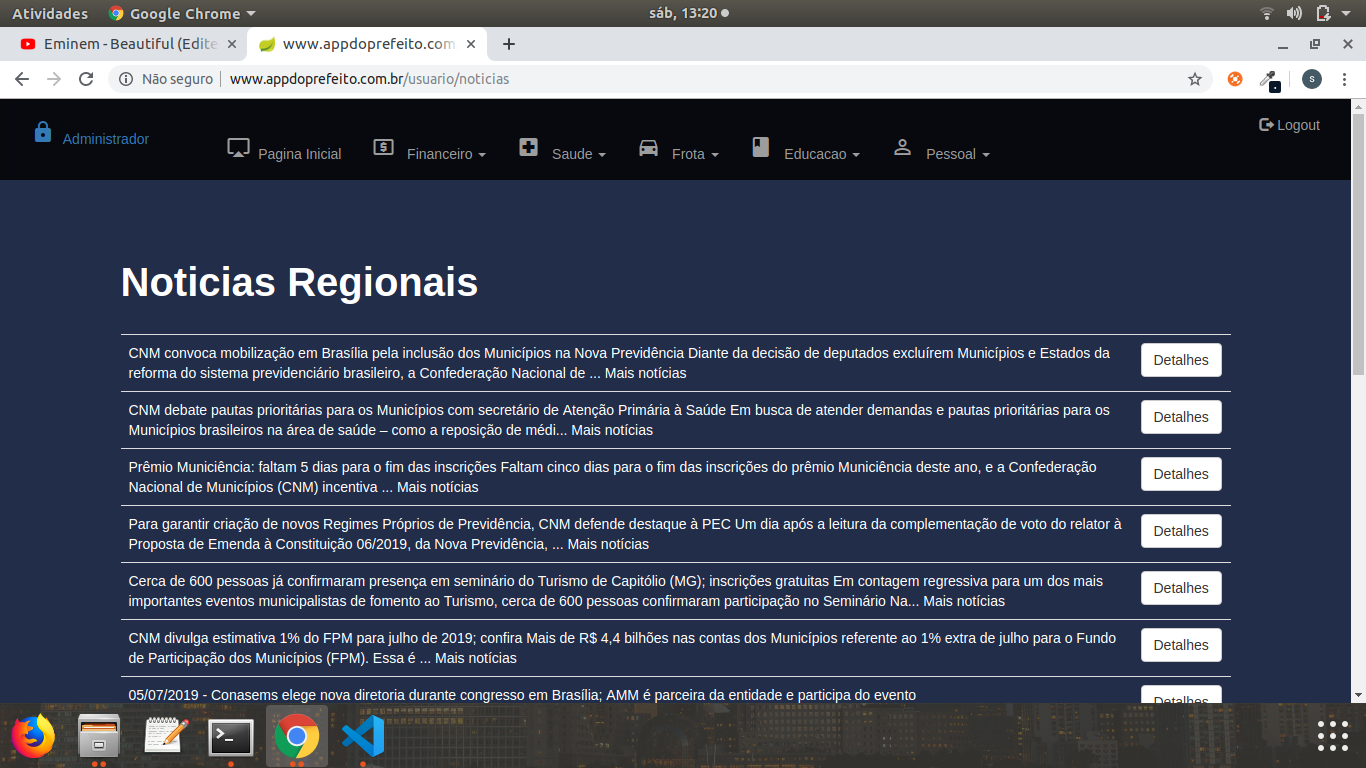 Atividades
Google Chrome
sáb, 13:20
Eminem - Beautiful (Edite
www.appdoprefeito.com
Não seguro
www.appdoprefeito.com.br/usuario/noticias
S
Administrador
Pagina Inicial
Financeiro
Saude
Frota
Educacao
Pessoal
Logout
Noticias Regionais
CNM convoca mobilização em Brasília pela inclusão dos Municípios na Nova Previdência Diante da decisão de deputados excluírem Municípios e Estados da
reforma do sistema previdenciário brasileiro, a Confederação Nacional de ... Mais notícias
Detalhes
CNM debate pautas prioritárias para os Municípios com secretário de Atenção Primária à Saúde Em busca de atender demandas e pautas prioritárias para os
Municípios brasileiros na área de saúde – como a reposição de médi... Mais notícias
Detalhes
Prêmio Municiência: faltam 5 dias para o fim das inscrições Faltam cinco dias para o fim das inscrições do prêmio Municiência deste ano, e a Confederação
Nacional de Municípios (CNM) incentiva ... Mais notícias
Detalhes
Para garantir criação de novos Regimes Próprios de Previdência, CNM defende destaque à PEC Um dia após a leitura da complementação de voto do relator à
Proposta de Emenda à Constituição 06/2019, da Nova Previdência, ... Mais notícias
Detalhes
Cerca de 600 pessoas já confirmaram presença em seminário do Turismo de Capitólio (MG); inscrições gratuitas Em contagem regressiva para um dos mais
importantes eventos municipalistas de fomento ao Turismo, cerca de 600 pessoas confirmaram participação no Seminário Na... Mais notícias
Detalhes
CNM divulga estimativa 1% do FPM para julho de 2019; confira Mais de R$ 4,4 bilhões nas contas dos Municípios referente ao 1% extra de julho para o Fundo
de Participação dos Municípios (FPM). Essa é ... Mais notícias
Detalhes
05/07/2019 - Conasems elege nova diretoria durante congresso em Brasília; AMM é parceira da entidade e participa do evento
Detalhes